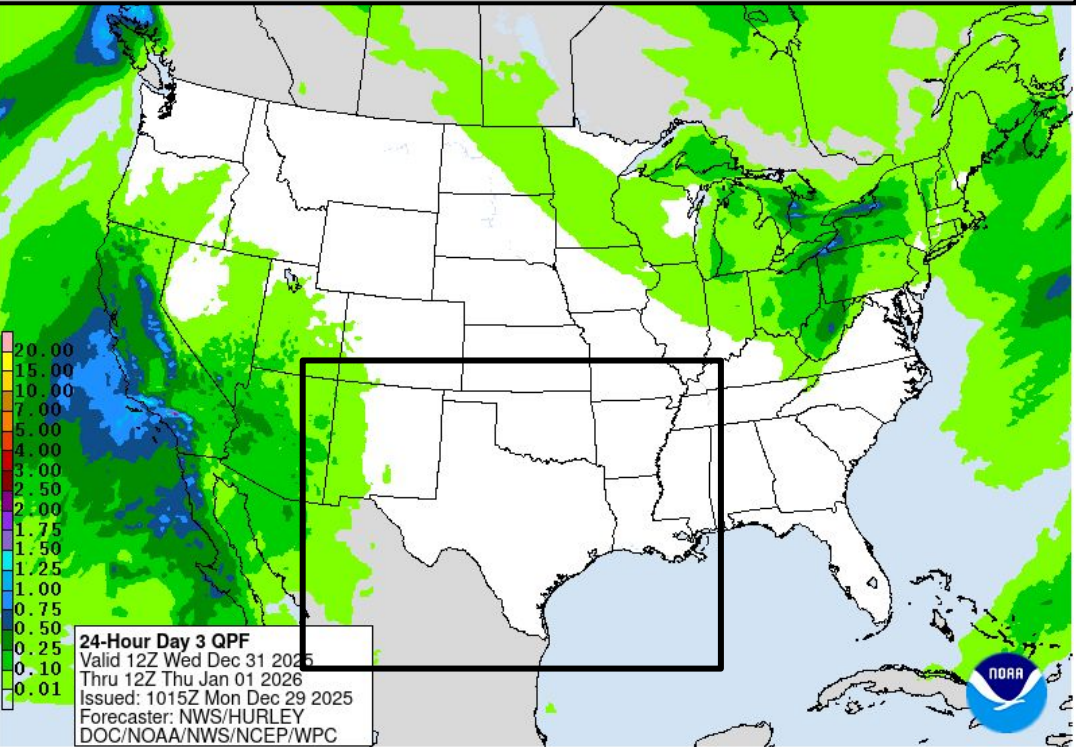 20.00
15.00
10.00
7.00
5.00
4.00
3.00
2.50
2.00
1.75
1.50
1.25
1.00
0.75
0.50
0.25
0.10
0.01
24-Hour Day 3 QPF
Valid 12Z Wed Dec 31 2025
Thru 12Z Thu Jan 01 2026
Issued: 1015Z Mon Dec 29 2025
Forecaster: NWS/HURLEY
DOC/NOAA/NWS/NCEP/WPC
NOAA